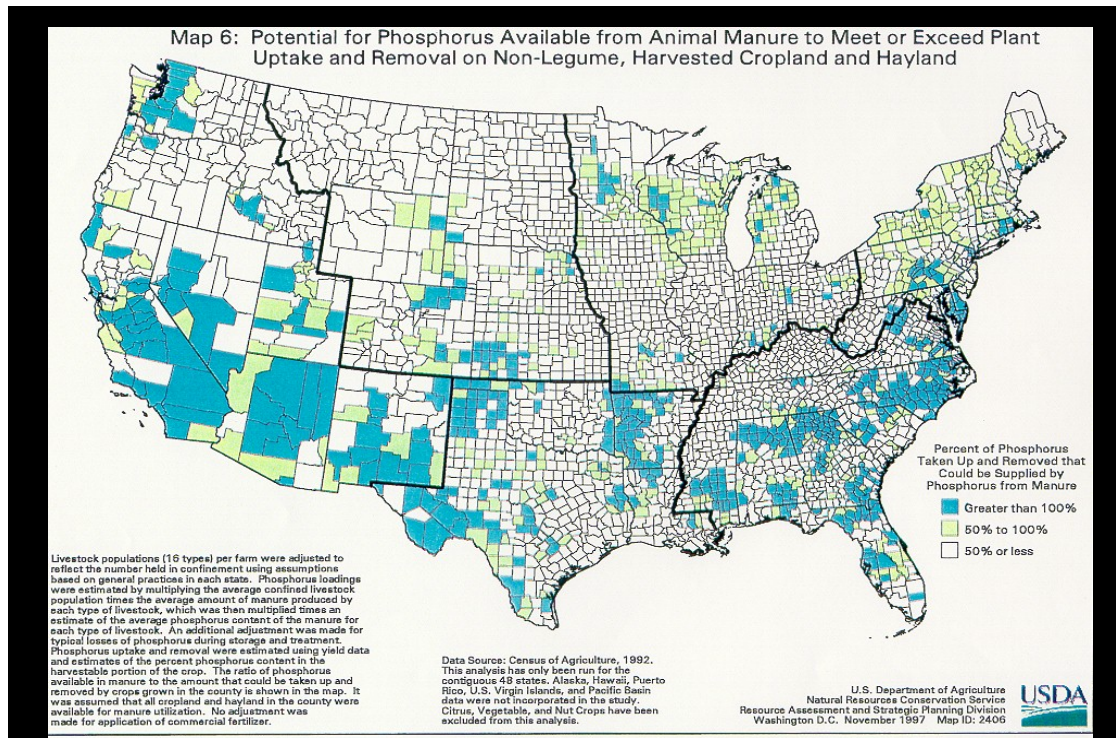 Map 6: Potential for Phosphorus Available from Animal Manure to Meet or Exceed Plant
Uptake and Removal on Non-Legume, Harvested Cropland and Hayland
Percent of Phosphorus
Taken Up and Removed that
Could be Supplied by
Phosphorus from Manure
Greater than 100%
50% to 100%
50% or less
Livestock populations (16 types) per farm were adjusted to
reflect the number held in confinement using assumptions
based on general practices in each state. Phosphorus loadings
were estimated by multiplying the average confined livestock
population times the average amount of manure produced by
each type of livestock, which was then multiplied times an
estimate of the average phosphorus content of the manure for
each type of livestock. An additional adjustment was made for
typical losses of phosphorus during storage and treatment.
Phosphorus uptake and removal were estimated using yield data
and estimates of the percent phosphorus content in the
harvestable portion of the crop. The ratio of phosphorus
available in manure to the amount that could be taken up and
removed by crops grown in the county is shown in the map. It
was assumed that all cropland and hayland in the county were
available for manure utilization. No adjustment was
made for application of commercial fertilizer.
Data Source: Census of Agriculture, 1992.
This analysis has only been run for the
contiguous 48 states. Alaska, Hawaii, Puerto
Rico, U.S. Virgin Islands, and Pacific Basin
data were not incorporated in the study.
Citrus, Vegetable, and Nut Crops have been
excluded from this analysis.
U.S. Department of Agriculture
Natural Resources Conservation Service
Resource Assessment and Strategic Planning Division
Washington D.C. November 1997 Map ID: 2406
USDA